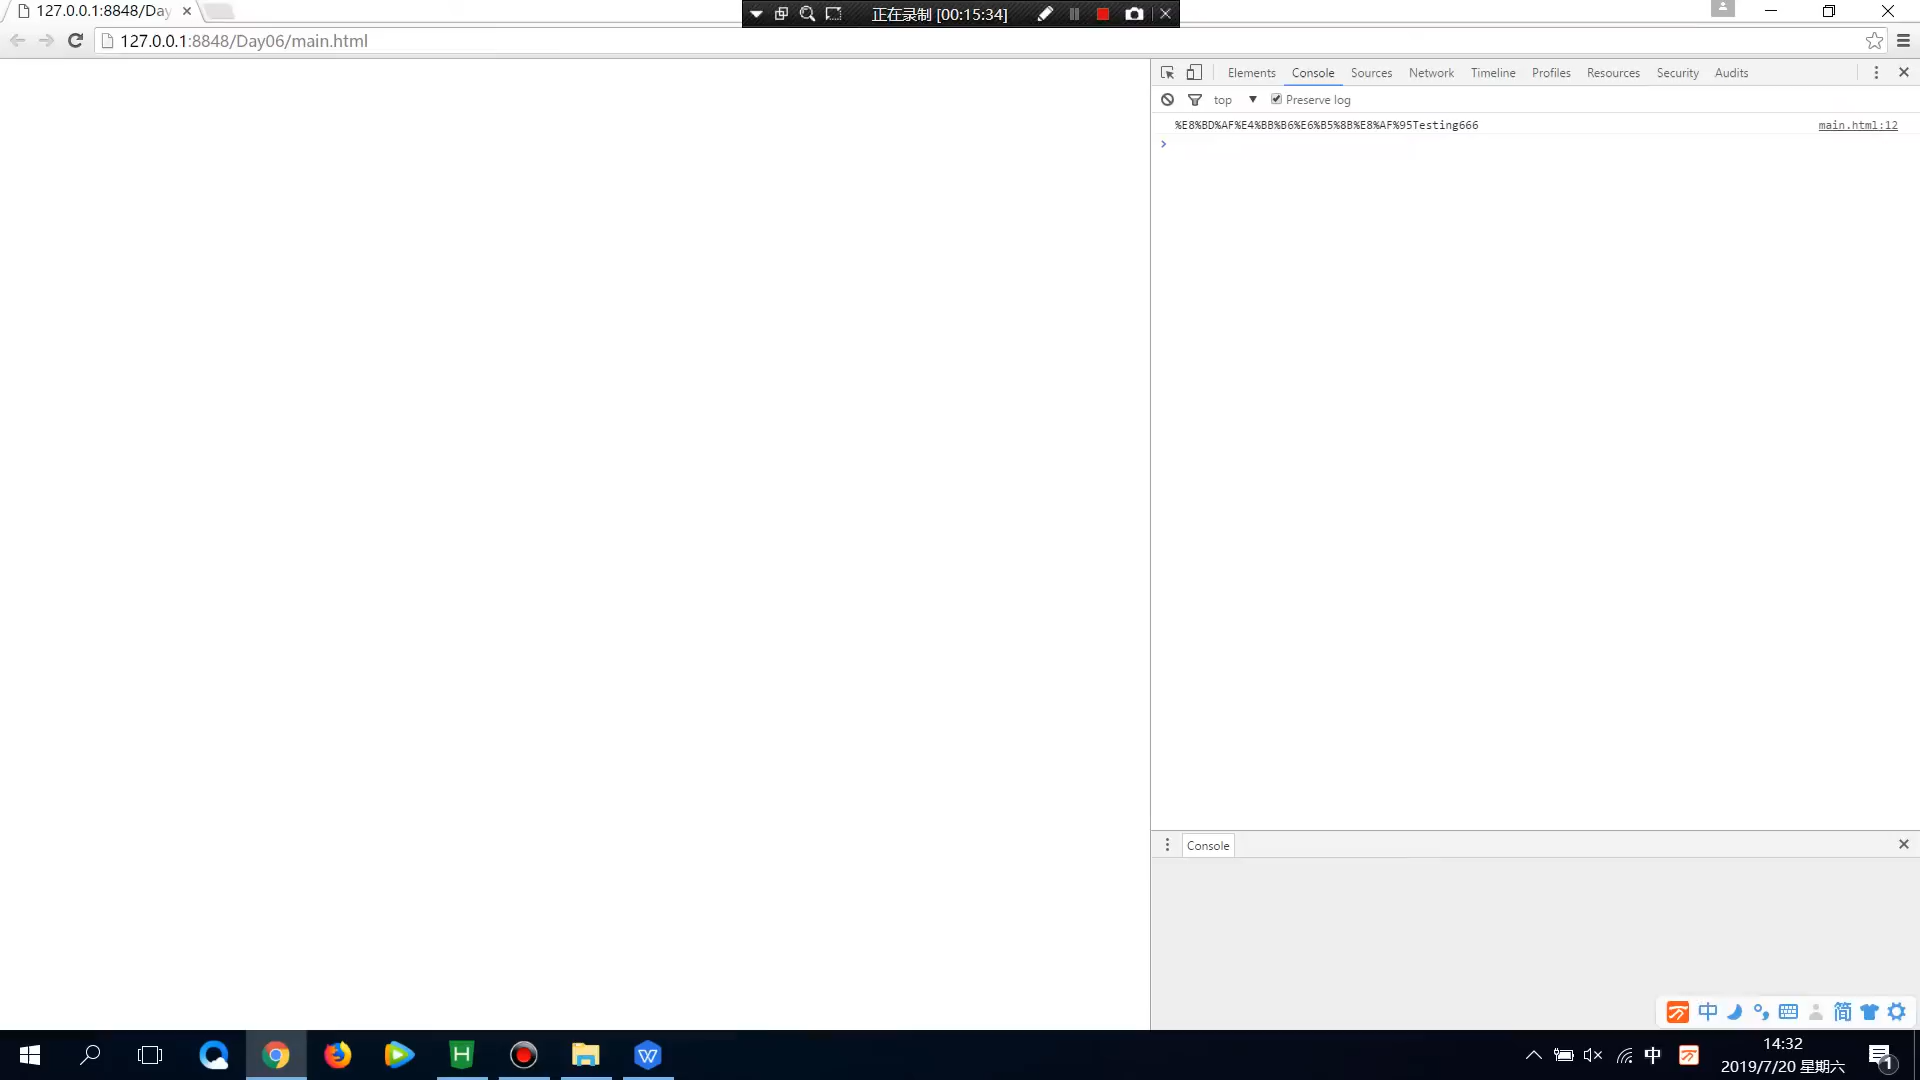 127.0.0.1:8848/Day
正在录制 [00:15:34]
127.0.0.1:8848/Day06/main.html
Elements Console Sources Network Timeline Profiles Resources Security Audits
top Preserve log
%E8%BD%AF%E4%BB%B6%E6%B5%8B%E8%AF%95Testing666 main.html:12
Console
中 简
中 14:32
2019/7/20 星期六 1